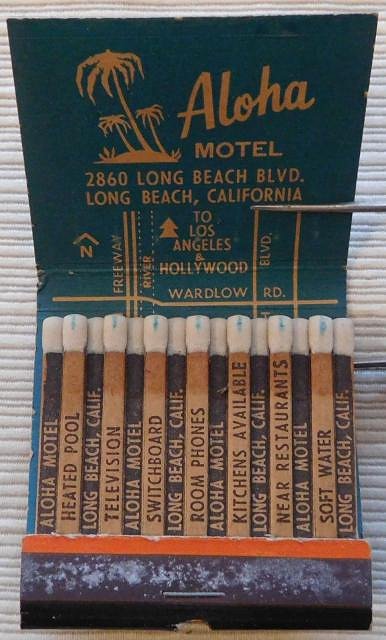 Aloha
MOTEL
2860 LONG BEACH BLVD.
LONG BEACH, CALIFORNIA
N
FREEWAY
RIVER
TO
LOS
ANGELES
&
HOLLYWOOD
BLVD.
WARDLOW RD.
ALOHA MOTEL
HEATED POOL
LONG BEACH, CALIF.
TELEVISION
ALOHA MOTEL
SWITCHBOARD
LONG BEACH, CALIF.
ROOM PHONES
ALOHA MOTEL
KITCHENS AVAILABLE
LONG BEACH, CALIF.
NEAR RESTAURANTS
ALOHA MOTEL
SOFT WATER
LONG BEACH, CALIF.